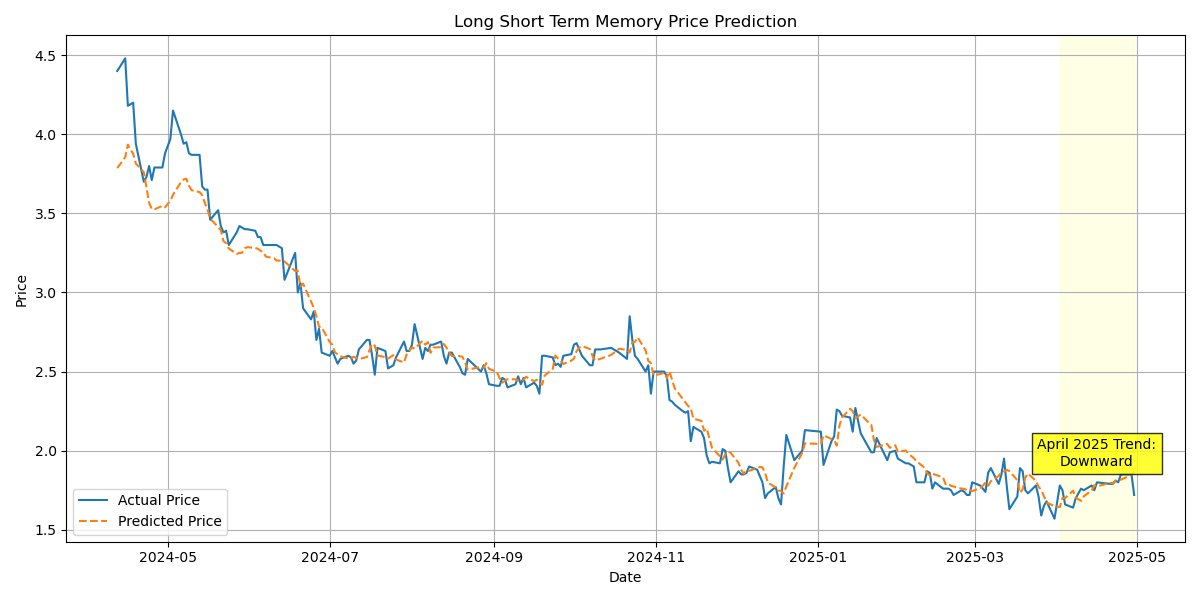 Long Short Term Memory Price Prediction
4.5
4.0
3.5
3.0
2.5
2.0
1.5
Price
April 2025 Trend:
Downward
Actual Price
Predicted Price
2024-05
2024-07
2024-09
2024-11
2025-01
2025-03
2025-05
Date